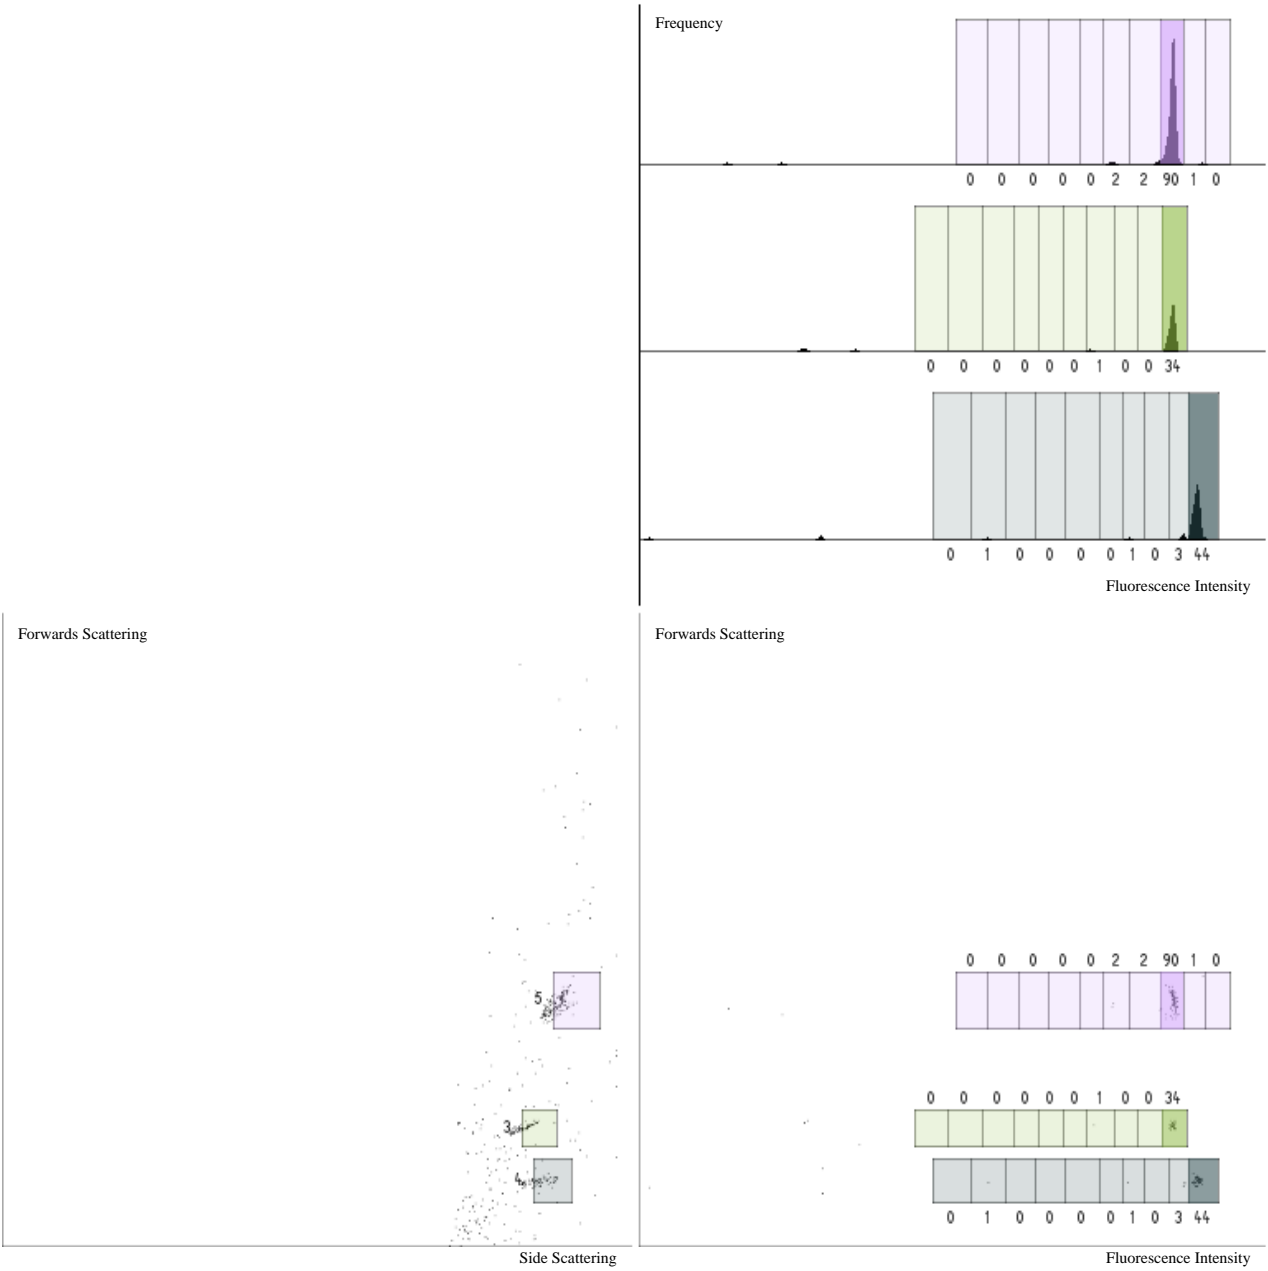 Frequency
0 0 0 0 0 2 2 90 1 0
0 0 0 0 0 0 1 0 0 34
0 1 0 0 0 0 1 0 3 44
Fluorescence Intensity
Forwards Scattering
5
3
4
Side Scattering
Forwards Scattering
0 0 0 0 0 2 2 90 1 0
0 0 0 0 0 0 1 0 0 34
0 1 0 0 0 0 1 0 3 44
Fluorescence Intensity